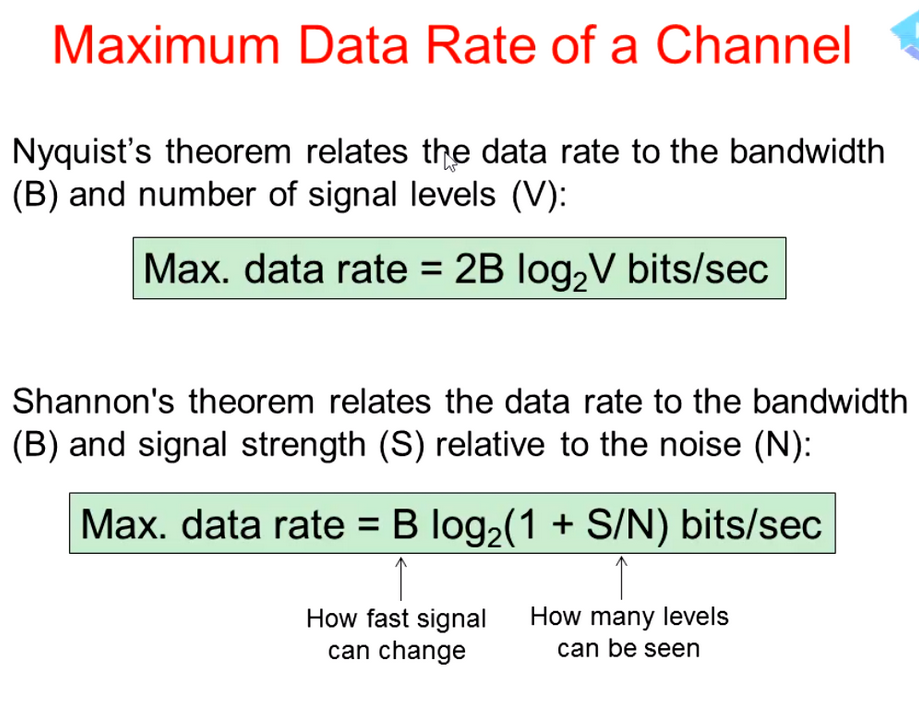 Maximum Data Rate of a Channel
Nyquist’s theorem relates the data rate to the bandwidth
(B) and number of signal levels (V):
Max. data rate = 2B log₂V bits/sec
Shannon's theorem relates the data rate to the bandwidth
(B) and signal strength (S) relative to the noise (N):
Max. data rate = B log₂(1 + S/N) bits/sec
How fast signal
can change
How many levels
can be seen